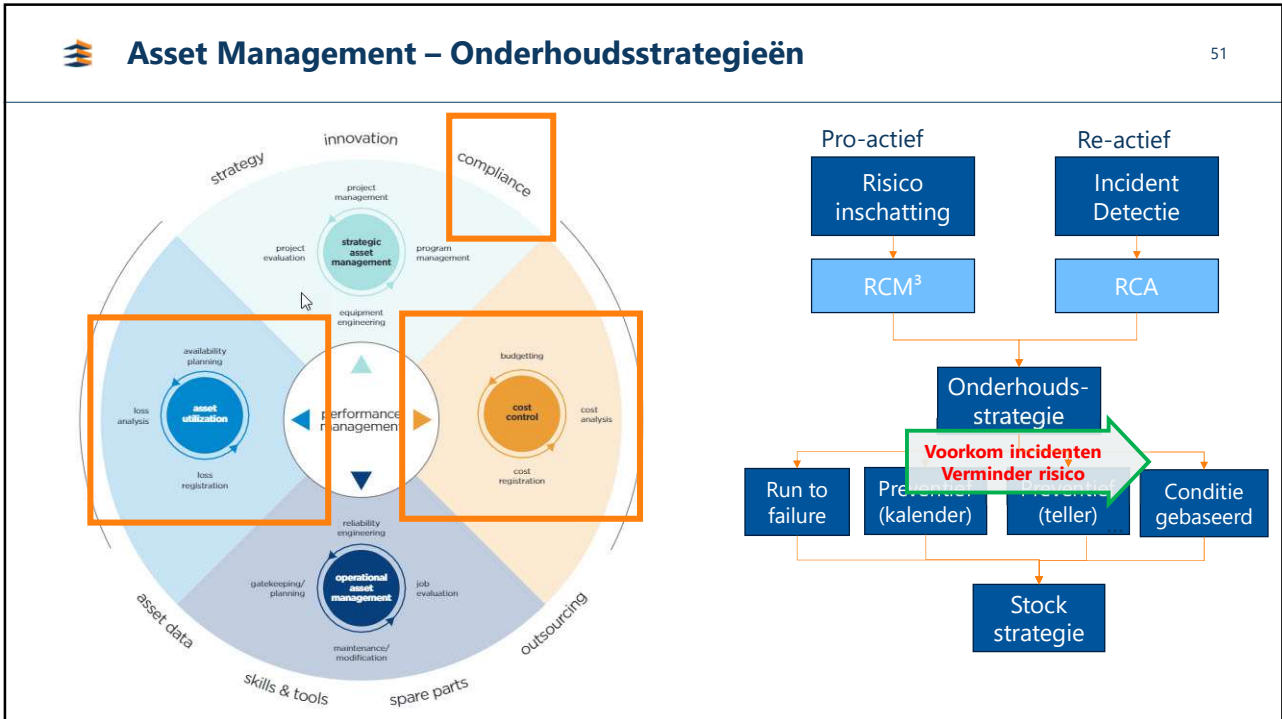 Asset Management – Onderhoudsstrategieën
51
strategy
innovation
compliance
project
management
project
evaluation
strategic
asset
management
program
management
equipment
engineering
availability
planning
loss
analysis
asset
utilization
loss
registration
performance
management
budgetting
cost
control
cost
analysis
cost
registration
reliability
engineering
gatekeeping/
planning
operational
asset
management
job
evaluation
maintenance/
modification
asset data
skills & tools
spare parts
outsourcing
Pro-actief
Re-actief
Risico
inschatting
Incident
Detectie
RCM³
RCA
Onderhouds-
strategie
Voorkom incidenten
Verminder risico
Run to
failure
Preventief
(kalender)
Preventief
(teller)
...
Conditie
gebaseerd
Stock
strategie